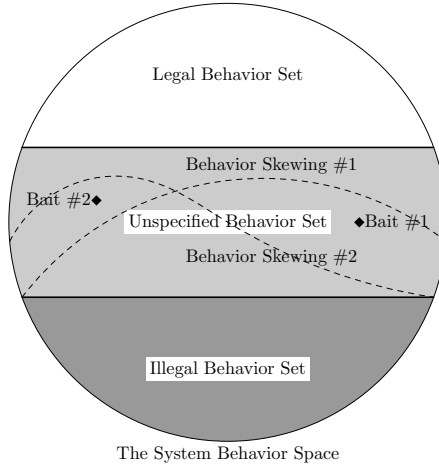 Legal Behavior Set
Behavior Skewing #1
Bait #2
Unspecified Behavior Set
Bait #1
Behavior Skewing #2
Illegal Behavior Set
The System Behavior Space